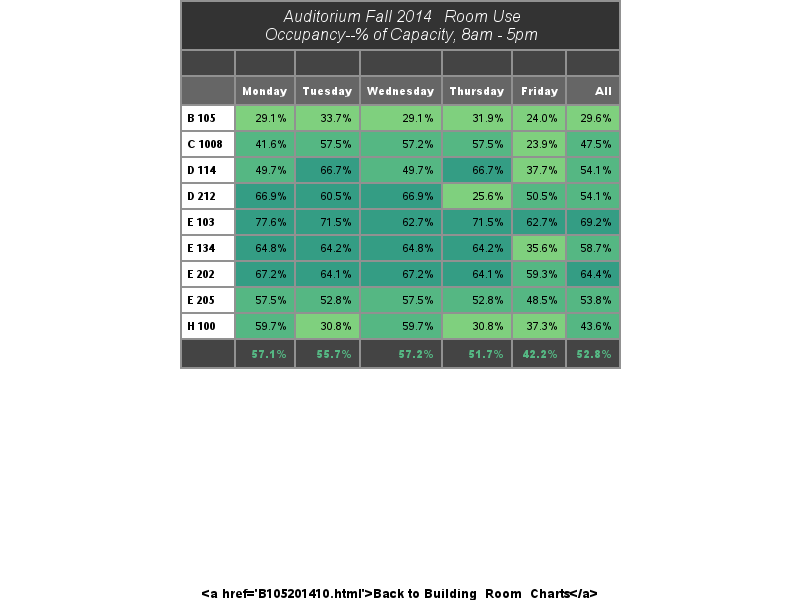 Auditorium Fall 2014 Room Use
Occupancy--% of Capacity, 8am - 5pm
Monday Tuesday Wednesday Thursday Friday All
B 105 29.1% 33.7% 29.1% 31.9% 24.0% 29.6%
C 1008 41.6% 57.5% 57.2% 57.5% 23.9% 47.5%
D 114 49.7% 66.7% 49.7% 66.7% 37.7% 54.1%
D 212 66.9% 60.5% 66.9% 25.6% 50.5% 54.1%
E 103 77.6% 71.5% 62.7% 71.5% 62.7% 69.2%
E 134 64.8% 64.2% 64.8% 64.2% 35.6% 58.7%
E 202 67.2% 64.1% 67.2% 64.1% 59.3% 64.4%
E 205 57.5% 52.8% 57.5% 52.8% 48.5% 53.8%
H 100 59.7% 30.8% 59.7% 30.8% 37.3% 43.6%
57.1% 55.7% 57.2% 51.7% 42.2% 52.8%
<a href='B105201410.html'>Back to Building Room Charts</a>